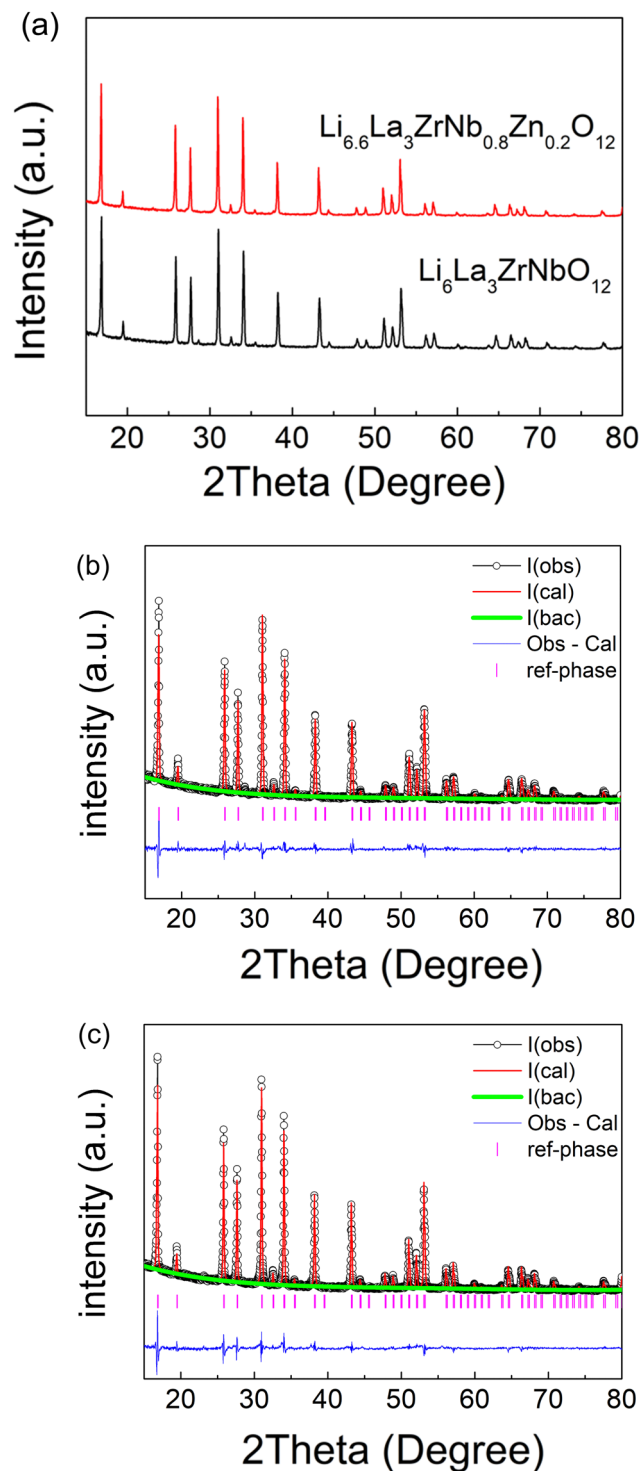 (a)
Intensity (a.u.)
Li₆.₆La₃ZrNb₀.₈Zn₀.₂O₁₂
Li₆La₃ZrNbO₁₂
20 30 40 50 60 70 80
2Theta (Degree)
(b)
intensity (a.u.)
I(obs)
I(cal)
I(bac)
Obs - Cal
ref-phase
20 30 40 50 60 70 80
2Theta (Degree)
(c)
intensity (a.u.)
I(obs)
I(cal)
I(bac)
Obs - Cal
ref-phase
20 30 40 50 60 70 80
2Theta (Degree)